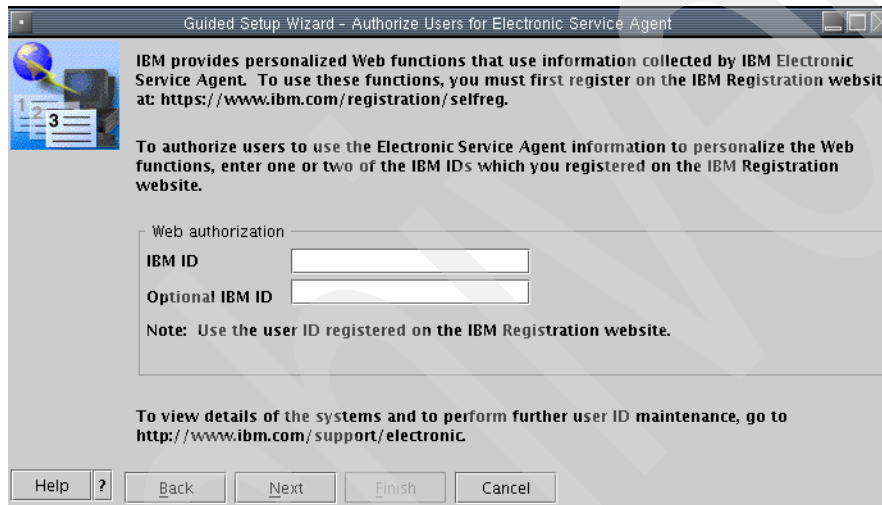 Guided Setup Wizard - Authorize Users for Electronic Service Agent
IBM provides personalized Web functions that use information collected by IBM Electronic
Service Agent. To use these functions, you must first register on the IBM Registration websit
at: https://www.ibm.com/registration/selfreg.
1 2 3
To authorize users to use the Electronic Service Agent information to personalize the Web
functions, enter one or two of the IBM IDs which you registered on the IBM Registration
website.
Web authorization
IBM ID
Optional IBM ID
Note: Use the user ID registered on the IBM Registration website.
To view details of the systems and to perform further user ID maintenance, go to
http://www.ibm.com/support/electronic.
Help ? Back Next Finish Cancel